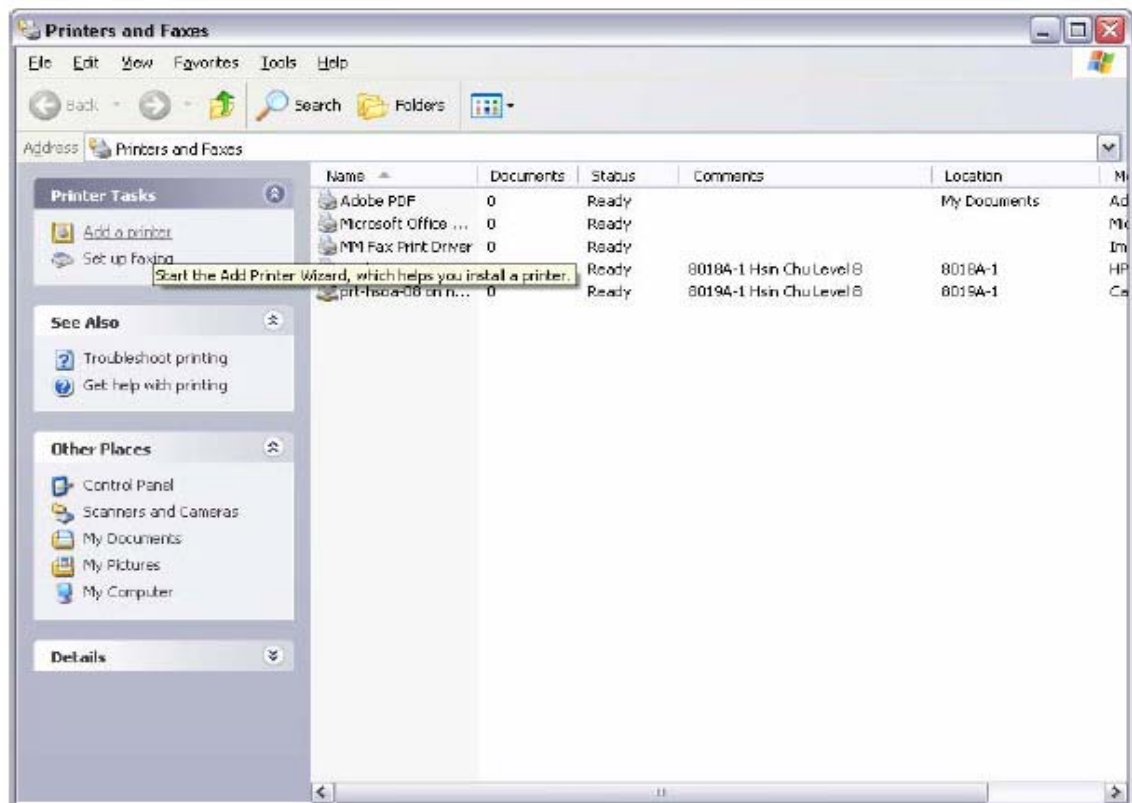 Printers and Faxes
File Edit View Favorites Tools Help
Back Search Folders
Address Printers and Faxes
Printer Tasks
Add a printer
Set up faxing
Start the Add Printer Wizard, which helps you install a printer.
See Also
Troubleshoot printing
Get help with printing
Other Places
Control Panel
Scanners and Cameras
My Documents
My Pictures
My Computer
Details
Name Documents Status Comments Location M
Adobe PDF 0 Ready My Documents Ad
Microsoft Office ... 0 Ready Mic
MM Fax Print Driver 0 Ready Im
Ready 8018A-1 Hsin Chu Level 8 8018A-1 HP
prt-hsoa-08 on n... 0 Ready 8019A-1 Hsin Chu Level 8 8019A-1 Ca